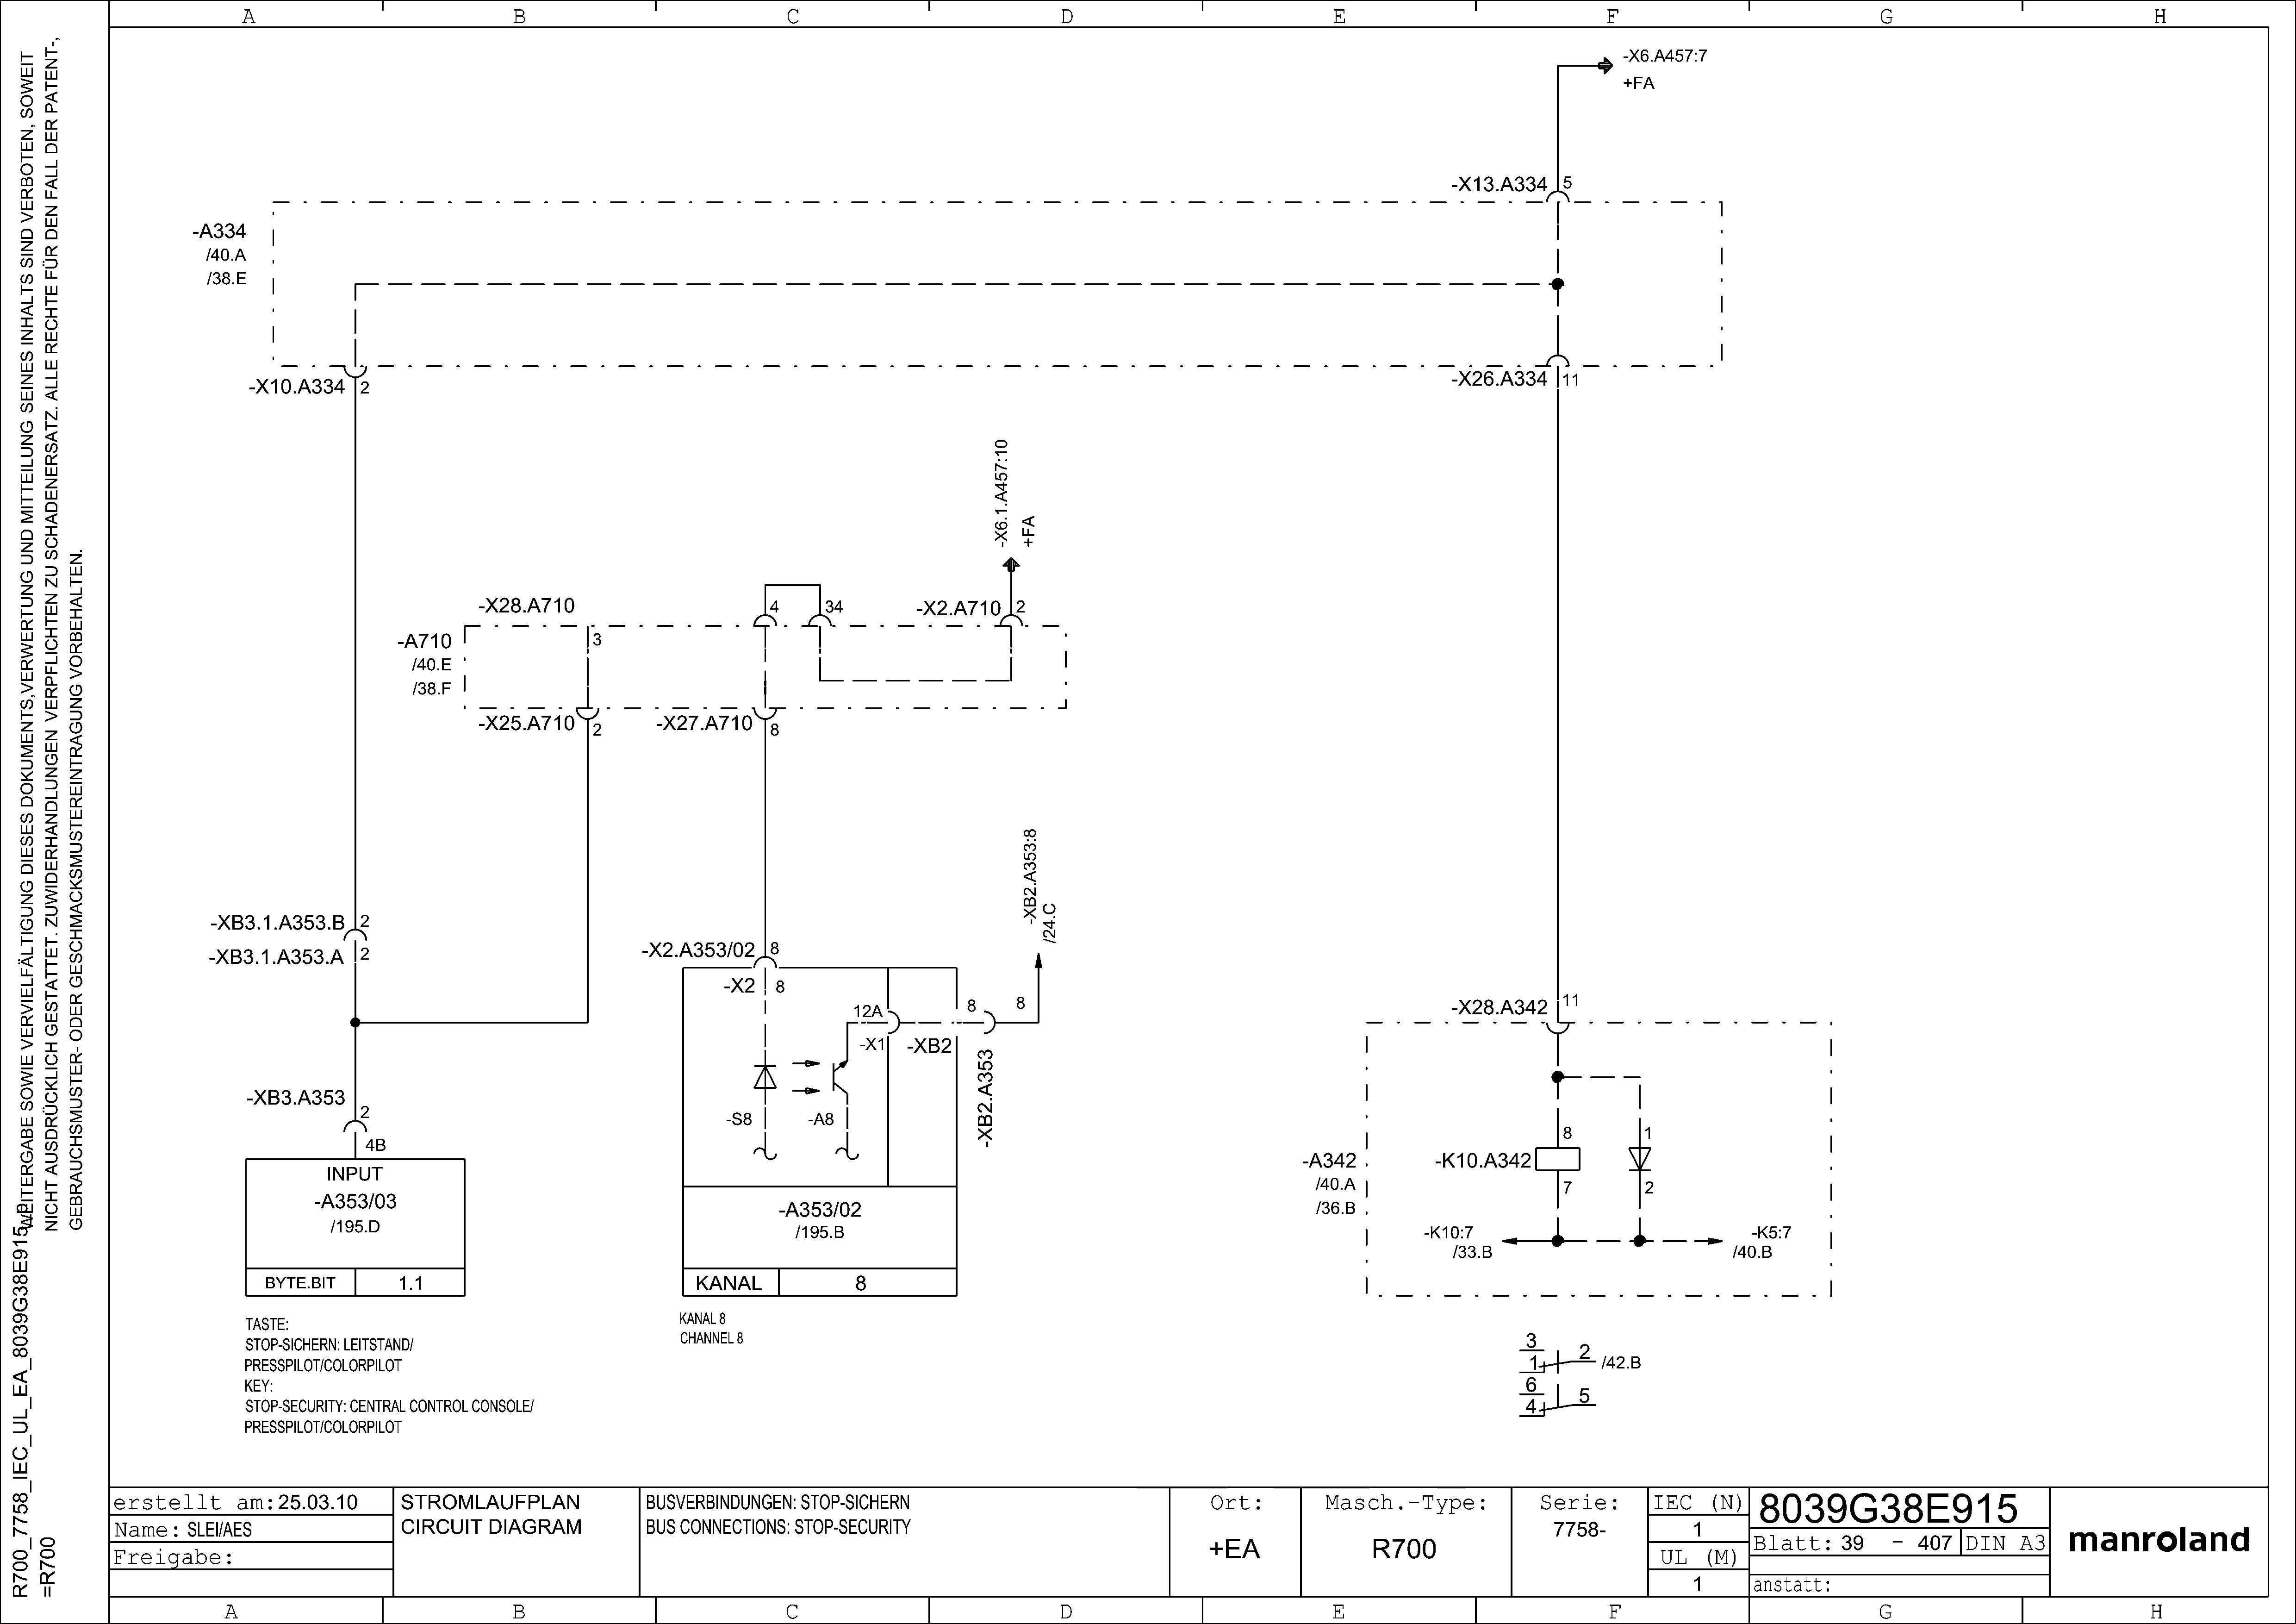 A B C D E F G H
WEITERGABE SOWIE VERVIELFÄLTIGUNG DIESES DOKUMENTS,VERWERTUNG UND MITTEILUNG SEINES INHALTS SIND VERBOTEN, SOWEIT
NICHT AUSDRÜCKLICH GESTATTET. ZUWIDERHANDLUNGEN VERPFLICHTEN ZU SCHADENERSATZ. ALLE RECHTE FÜR DEN FALL DER PATENT-,
GEBRAUCHSMUSTER- ODER GESCHMACKSMUSTEREINTRAGUNG VORBEHALTEN.
=R700
-X6.A457:7
+FA
-X13.A334 5
-A334
/40.A
/38.E
-X10.A334 2
-X26.A334 11
-X6.1.A457:10
+FA
-X28.A710 4 34
-X2.A710 2
-A710
/40.E
/38.F
3
-X25.A710 2
-X27.A710 8
-XB2.A353:8
/24.C
-XB3.1.A353.B 2
-XB3.1.A353.A 2
-X2.A353/02 8
-X2 8
12A 8 8
-X1 -XB2
-XB2.A353
-S8 -A8
-XB3.A353
2
4B
INPUT
-A353/03
/195.D
BYTE.BIT 1.1
-A353/02
/195.B
KANAL 8
TASTE:
STOP-SICHERN: LEITSTAND/
PRESSPILOT/COLORPILOT
KEY:
STOP-SECURITY: CENTRAL CONTROL CONSOLE/
PRESSPILOT/COLORPILOT
KANAL 8
CHANNEL 8
-X28.A342 11
8 1
-A342
/40.A
/36.B
-K10.A342
7 2
-K10:7
/33.B
-K5:7
/40.B
3
1 2 /42.B
6
4 5
erstellt am: 25.03.10
Name: SLEI/AES
Freigabe:
STROMLAUFPLAN
CIRCUIT DIAGRAM
BUSVERBINDUNGEN: STOP-SICHERN
BUS CONNECTIONS: STOP-SECURITY
Ort:
+EA
Masch.-Type:
R700
Serie:
7758-
IEC (N)
1
UL (M)
1
8039G38E915
Blatt: 39 - 407 DIN A3
anstatt:
manroland
A B C D E F G H